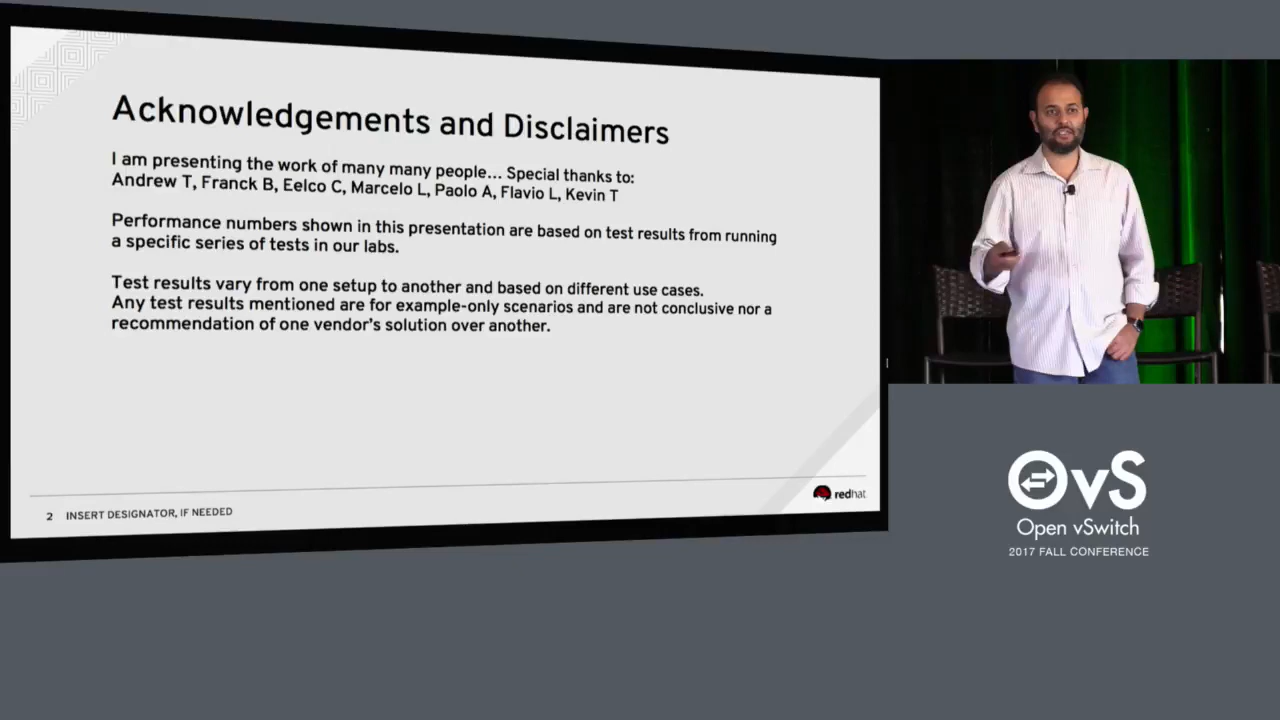 Acknowledgements and Disclaimers
I am presenting the work of many many people... Special thanks to:
Andrew T, Franck B, Eelco C, Marcelo L, Paolo A, Flavio L, Kevin T
Performance numbers shown in this presentation are based on test results from running
a specific series of tests in our labs.
Test results vary from one setup to another and based on different use cases.
Any test results mentioned are for example-only scenarios and are not conclusive nor a
recommendation of one vendor's solution over another.
redhat
2 INSERT DESIGNATOR, IF NEEDED
OvS
Open vSwitch
2017 FALL CONFERENCE